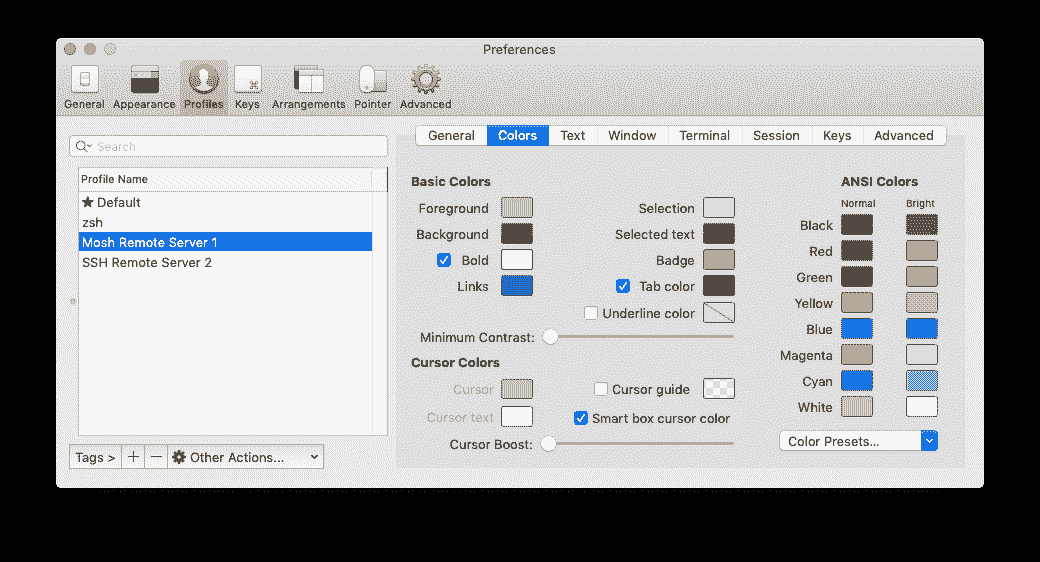 Preferences
General Appearance Profiles Keys Arrangements Pointer Advanced
Search
Profile Name
★ Default
zsh
Mosh Remote Server 1
SSH Remote Server 2
Tags > + − Other Actions...
General Colors Text Window Terminal Session Keys Advanced
Basic Colors
Foreground
Background
Bold
Links
Selection
Selected text
Badge
Tab color
Underline color
Minimum Contrast:
Cursor Colors
Cursor
Cursor text
Cursor guide
Smart box cursor color
Cursor Boost:
ANSI Colors
Normal Bright
Black
Red
Green
Yellow
Blue
Magenta
Cyan
White
Color Presets...